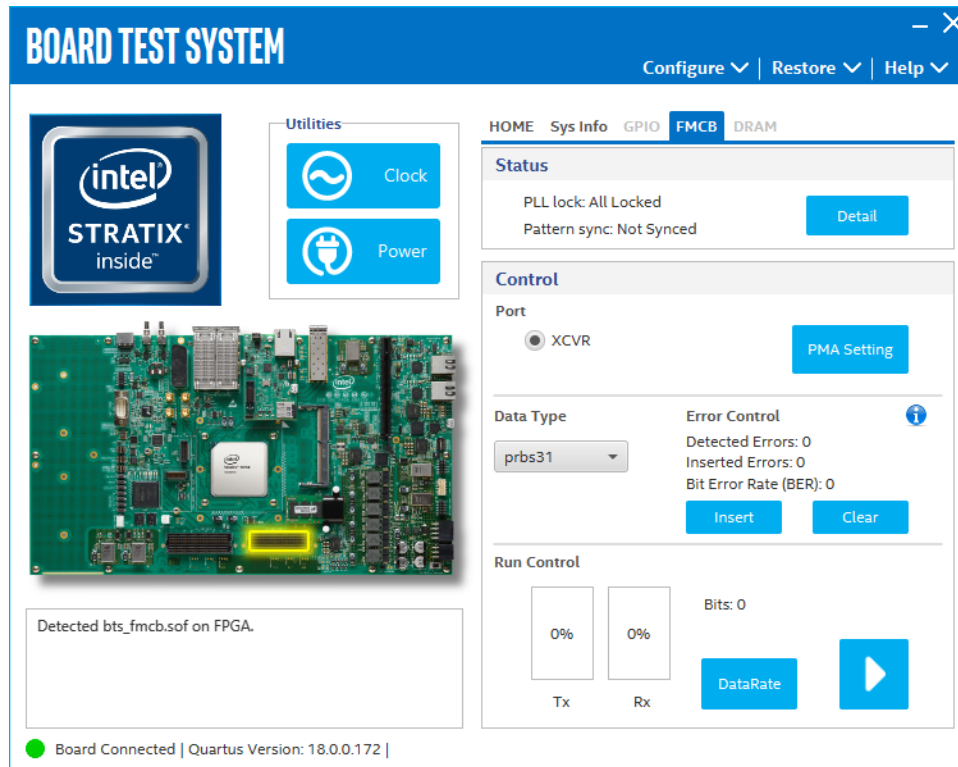 BOARD TEST SYSTEM
Configure | Restore | Help
intel
STRATIX
inside™
Utilities
Clock
Power
HOME Sys Info GPIO FMCB DRAM
Status
PLL lock: All Locked
Pattern sync: Not Synced
Detail
Control
Port
XCVR
PMA Setting
Data Type
prbs31
Error Control
Detected Errors: 0
Inserted Errors: 0
Bit Error Rate (BER): 0
Insert Clear
Run Control
0% 0%
Tx Rx
Bits: 0
DataRate
Detected bts_fmcb.sof on FPGA.
Board Connected | Quartus Version: 18.0.0.172 |